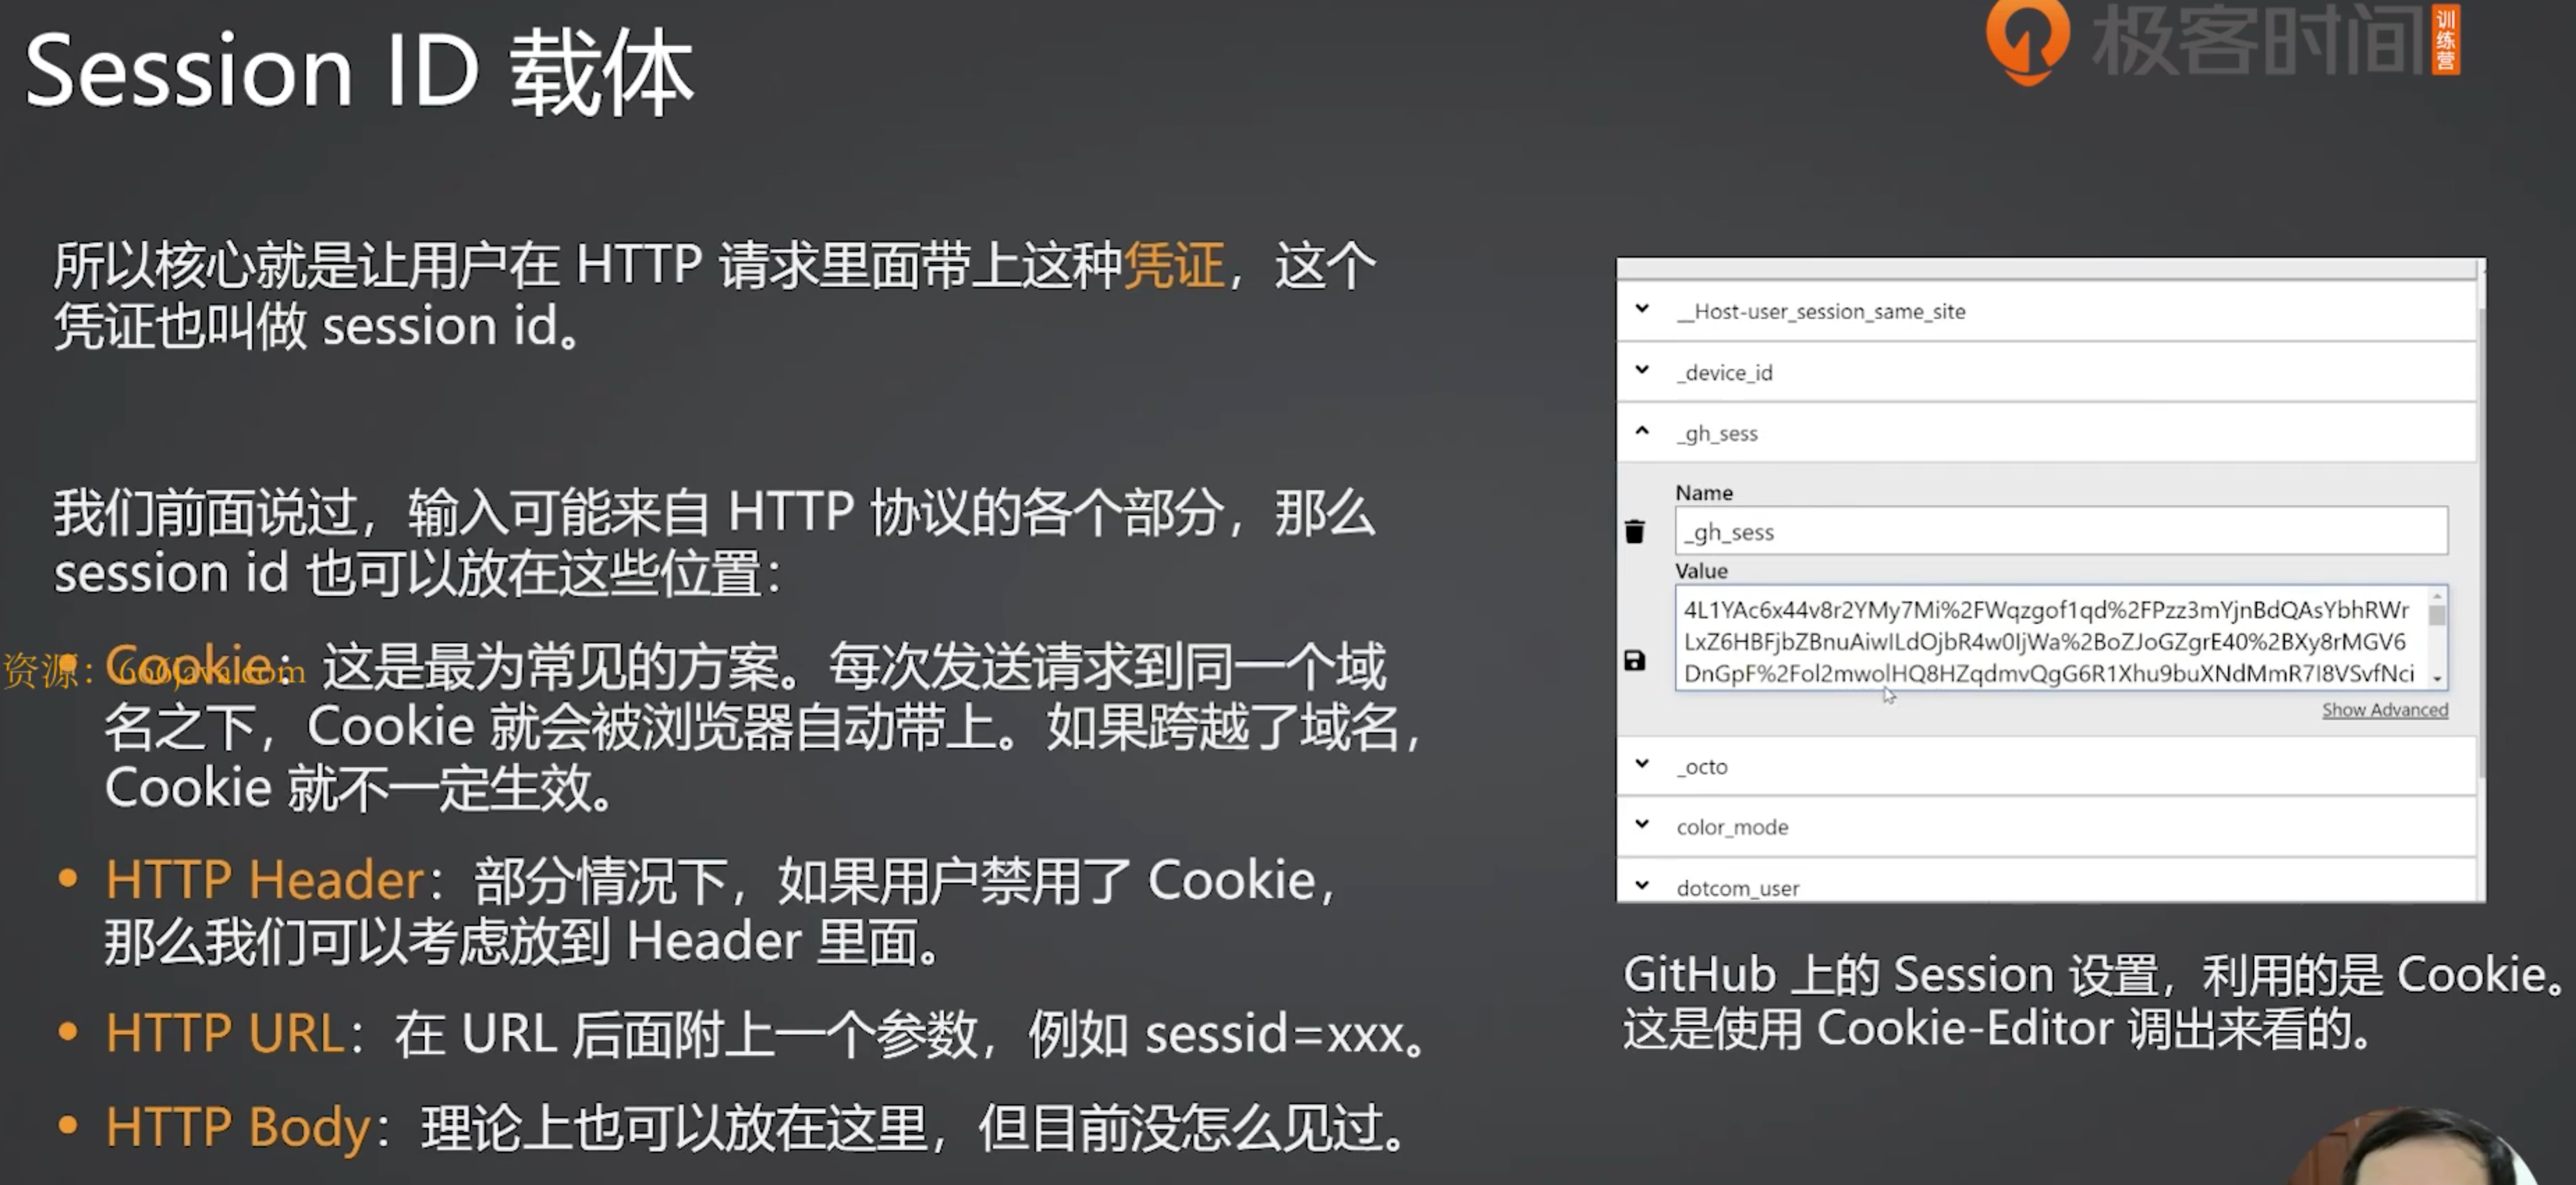 Session ID 载体
极客时间
训练营
所以核心就是让用户在 HTTP 请求里面带上这种凭证，这个
凭证也叫做 session id。
我们前面说过，输入可能来自 HTTP 协议的各个部分，那么
session id 也可以放在这些位置：
• Cookie：这是最为常见的方案。每次发送请求到同一个域
名之下，Cookie 就会被浏览器自动带上。如果跨越了域名，
Cookie 就不一定生效。
资源：666java.com
• HTTP Header：部分情况下，如果用户禁用了 Cookie，
那么我们可以考虑放到 Header 里面。
• HTTP URL：在 URL 后面附上一个参数，例如 sessid=xxx。
• HTTP Body：理论上也可以放在这里，但目前没怎么见过。
__Host-user_session_same_site
_device_id
_gh_sess
Name
_gh_sess
Value
4L1YAc6x44v8r2YMy7Mi%2FWqzgof1qd%2FPzz3mYjnBdQAsYbhRWr
LxZ6HBFjbZBnuAiwILdOjbR4w0IjWa%2BoZJoGZgrE40%2BXy8rMGV6
DnGpF%2Fol2mwolHQ8HZqdmvQgG6R1Xhu9buXNdMmR7I8VSvfNci
Show Advanced
_octo
color_mode
dotcom_user
GitHub 上的 Session 设置，利用的是 Cookie。
这是使用 Cookie-Editor 调出来看的。